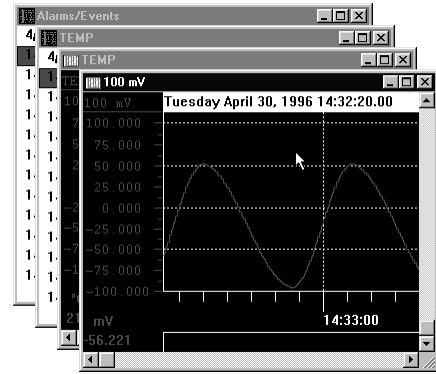 Alarms/Events
TEMP
TEMP
100 mV
100 mV
Tuesday April 30, 1996 14:32:20.00
100.000
75.000
50.000
25.000
0.000
-25.000
-50.000
-75.000
-100.000
14:33:00
mV
-56.221